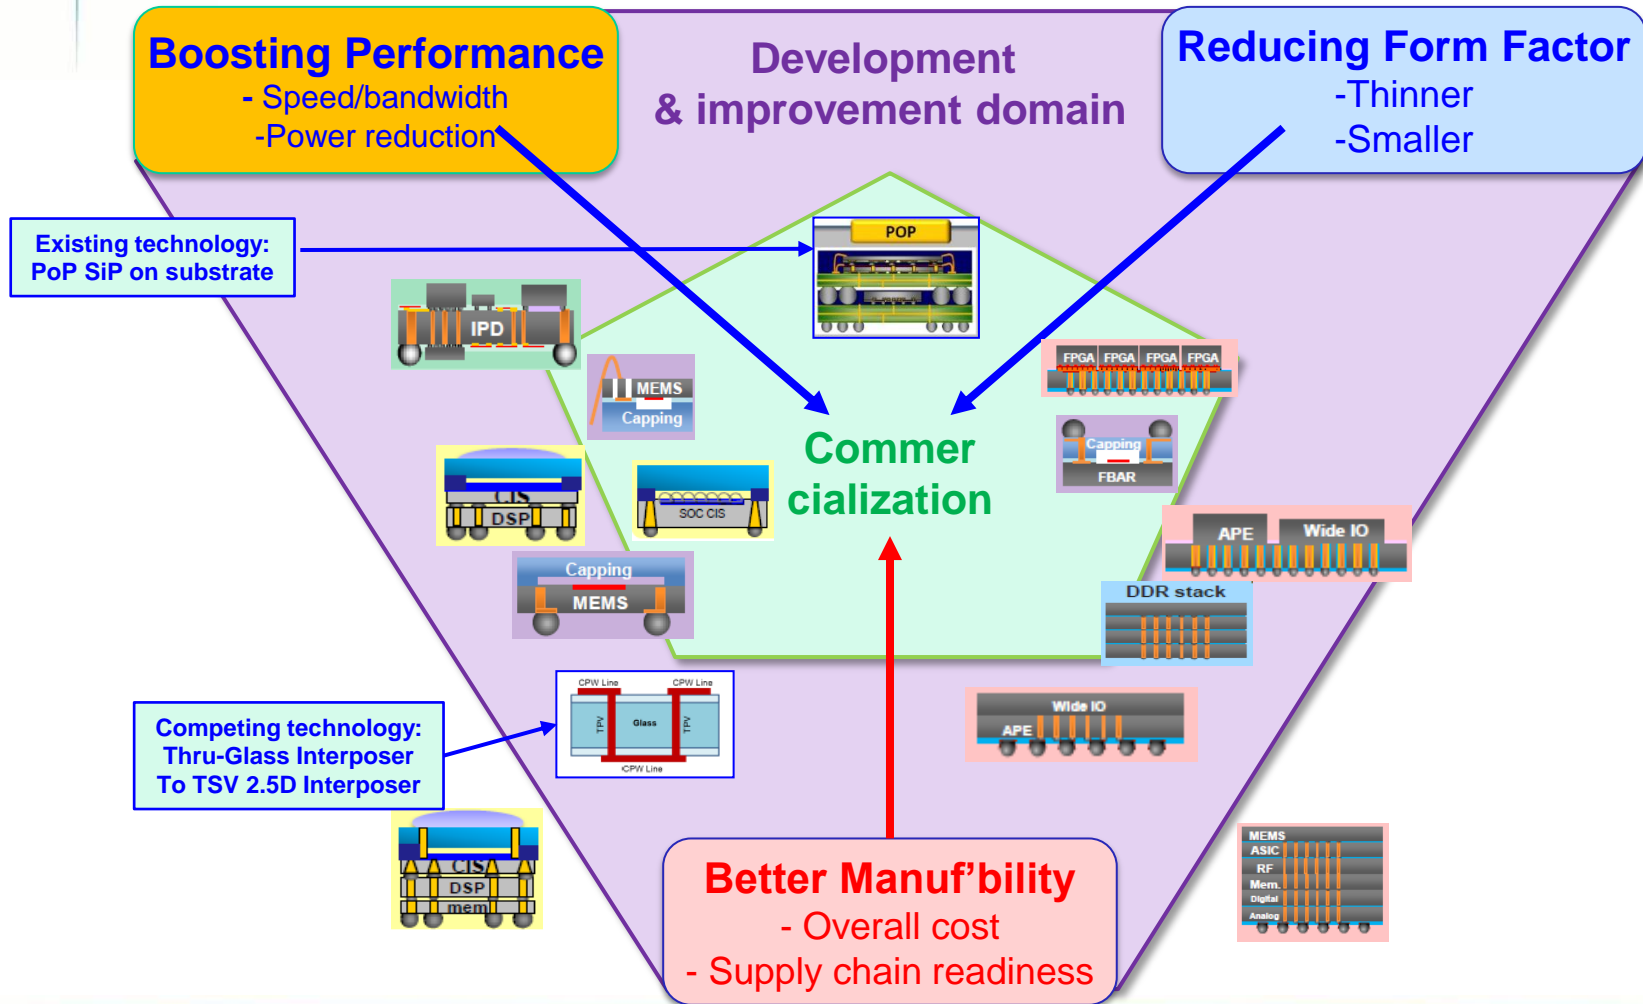 Boosting Performance
- Speed/bandwidth
-Power reduction
Development
& improvement domain
Reducing Form Factor
-Thinner
-Smaller
Existing technology:
PoP SiP on substrate
POP
IPD
MEMS
Capping
FPGA FPGA FPGA FPGA
Capping
FBAR
Commer
cialization
CIS
DSP
SOC CIS
Capping
MEMS
APE
Wide IO
DDR stack
CPW Line
CPW Line
TPV
Glass
TPV
CPW Line
Wide IO
APE
Competing technology:
Thru-Glass Interposer
To TSV 2.5D Interposer
CIS
DSP
mem
Better Manuf’bility
- Overall cost
- Supply chain readiness
MEMS
ASIC
RF
Mem.
Digital
Analog